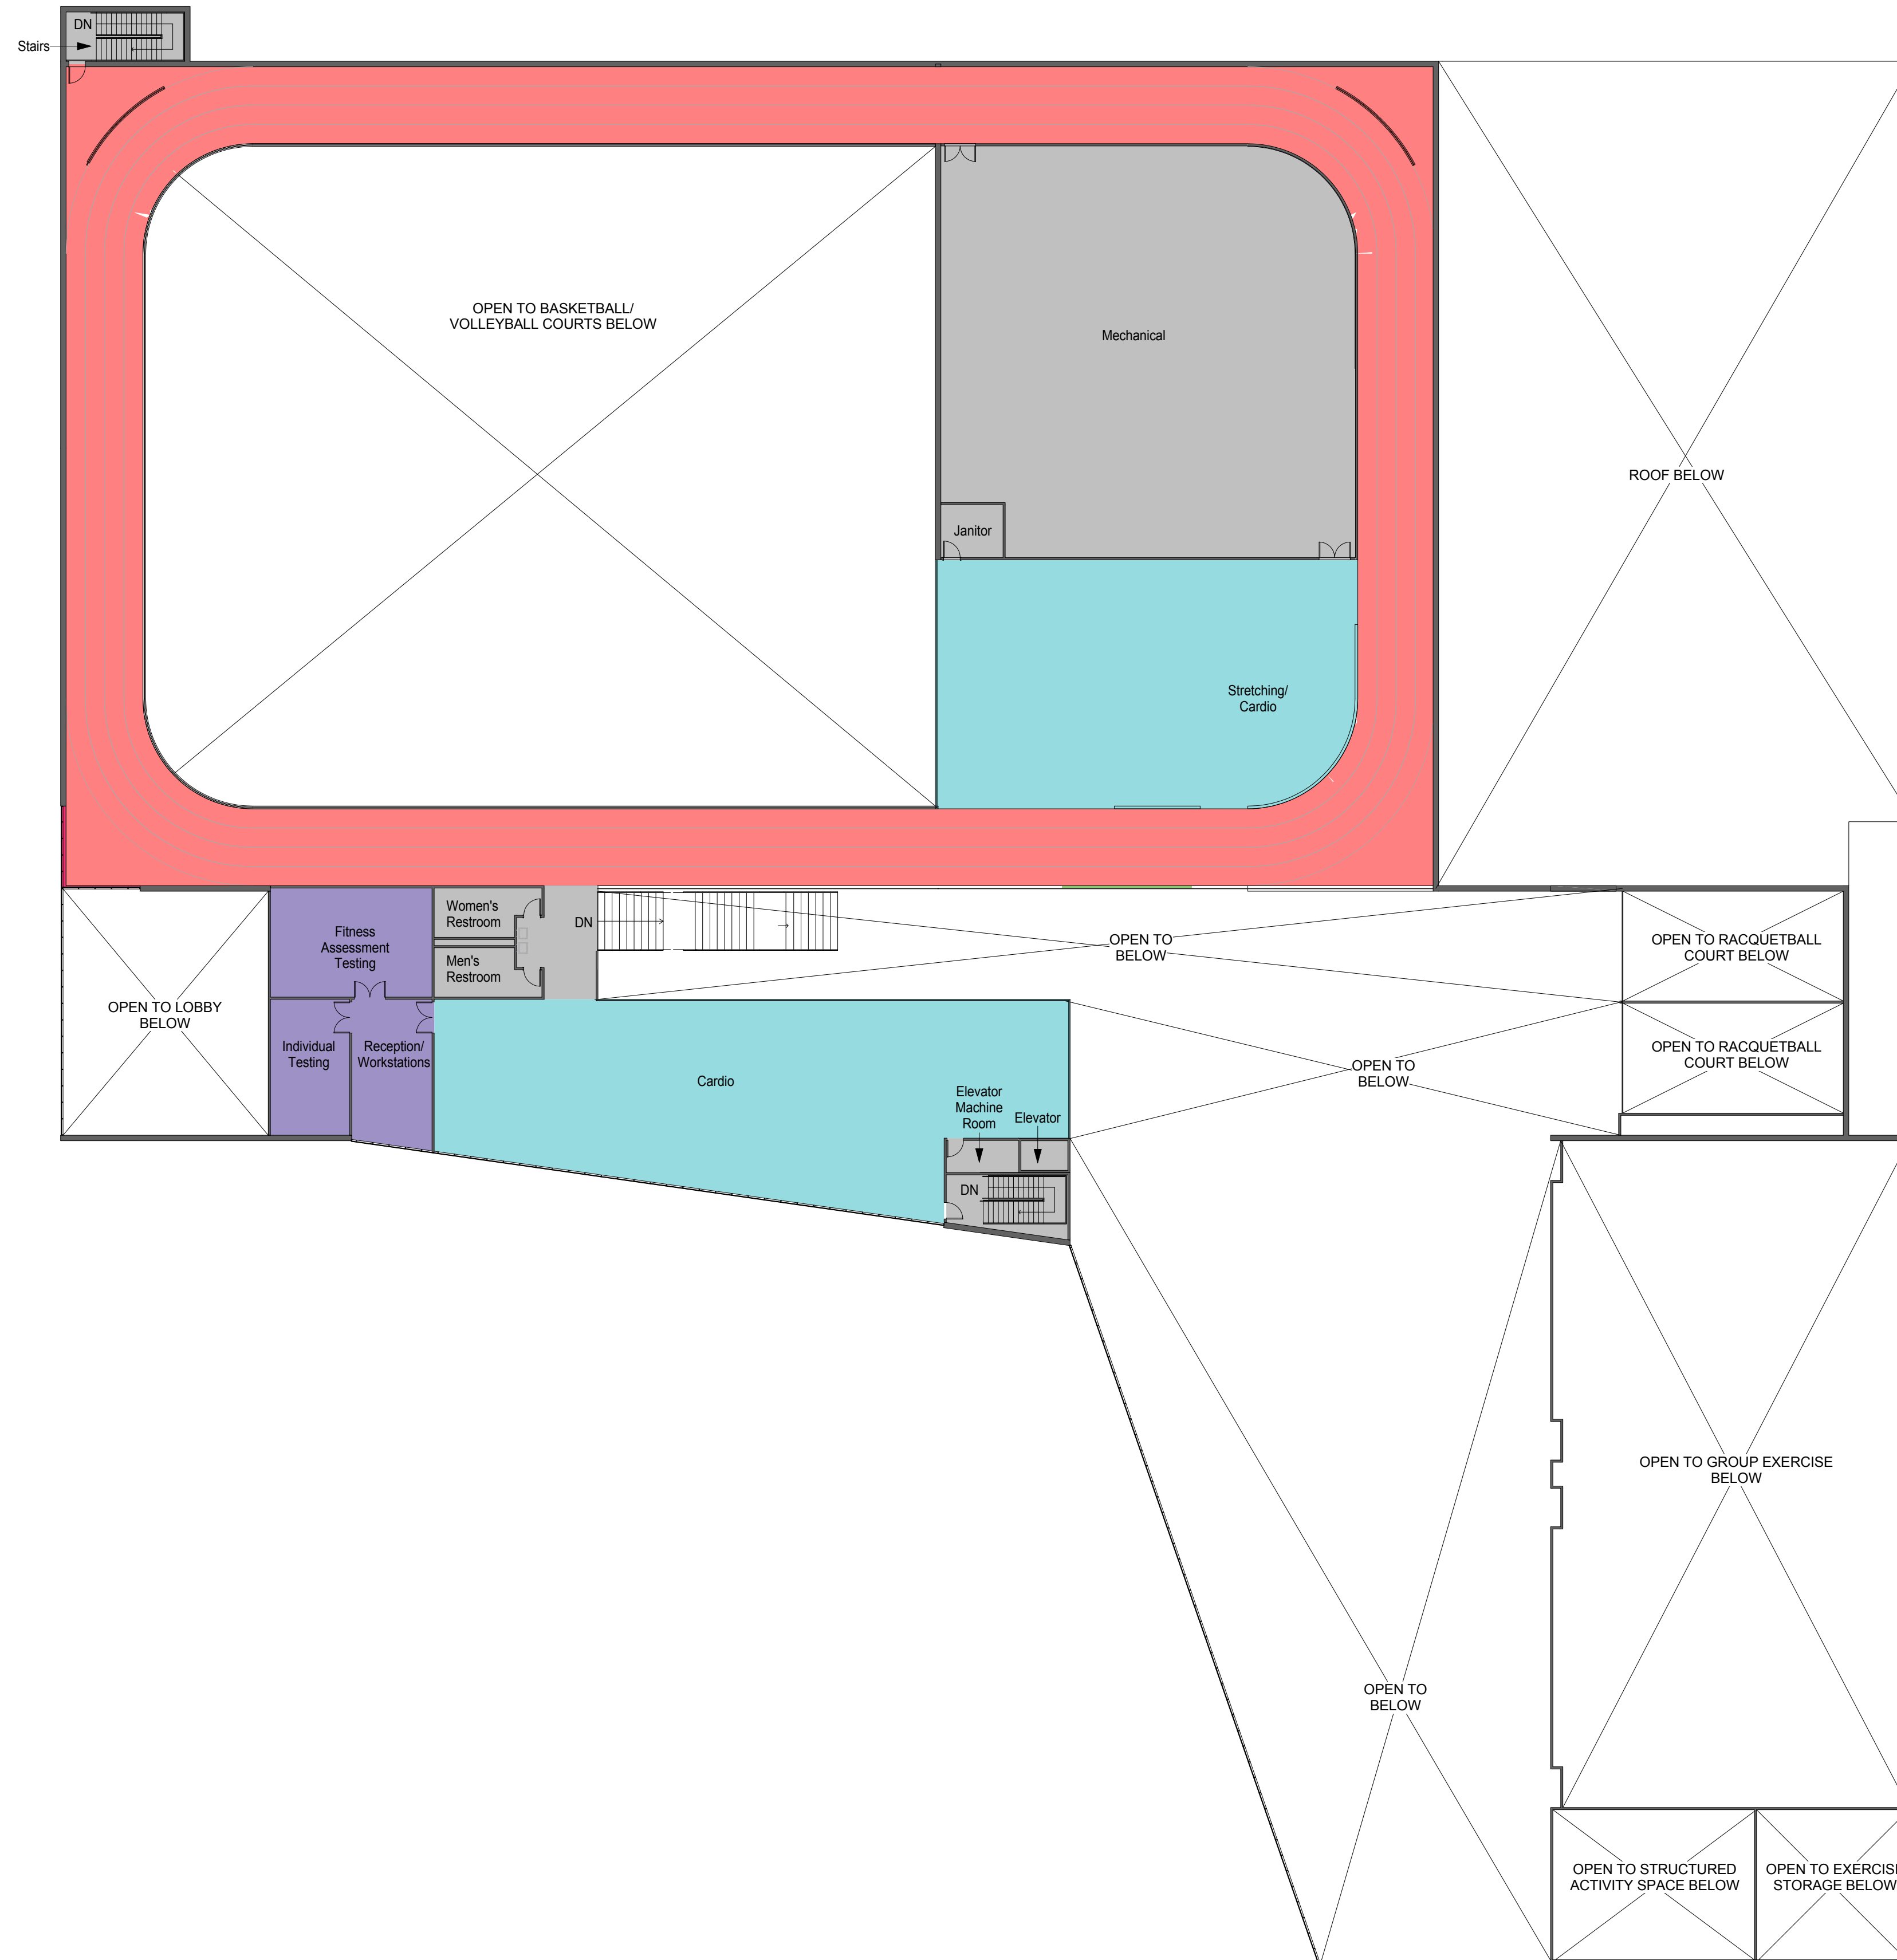 DN
Stairs
OPEN TO BASKETBALL/
VOLLEYBALL COURTS BELOW
Mechanical
ROOF BELOW
Janitor
Stretching/
Cardio
Women's
Restroom
Fitness
Assessment
Testing
DN
Men's
Restroom
OPEN TO
BELOW
OPEN TO RACQUETBALL
COURT BELOW
OPEN TO LOBBY
BELOW
Individual
Testing
Reception/
Workstations
Cardio
Elevator
Machine
Room
Elevator
OPEN TO
BELOW
OPEN TO RACQUETBALL
COURT BELOW
DN
OPEN TO GROUP EXERCISE
BELOW
OPEN TO
BELOW
OPEN TO STRUCTURED
ACTIVITY SPACE BELOW
OPEN TO EXERCISE
STORAGE BELOW